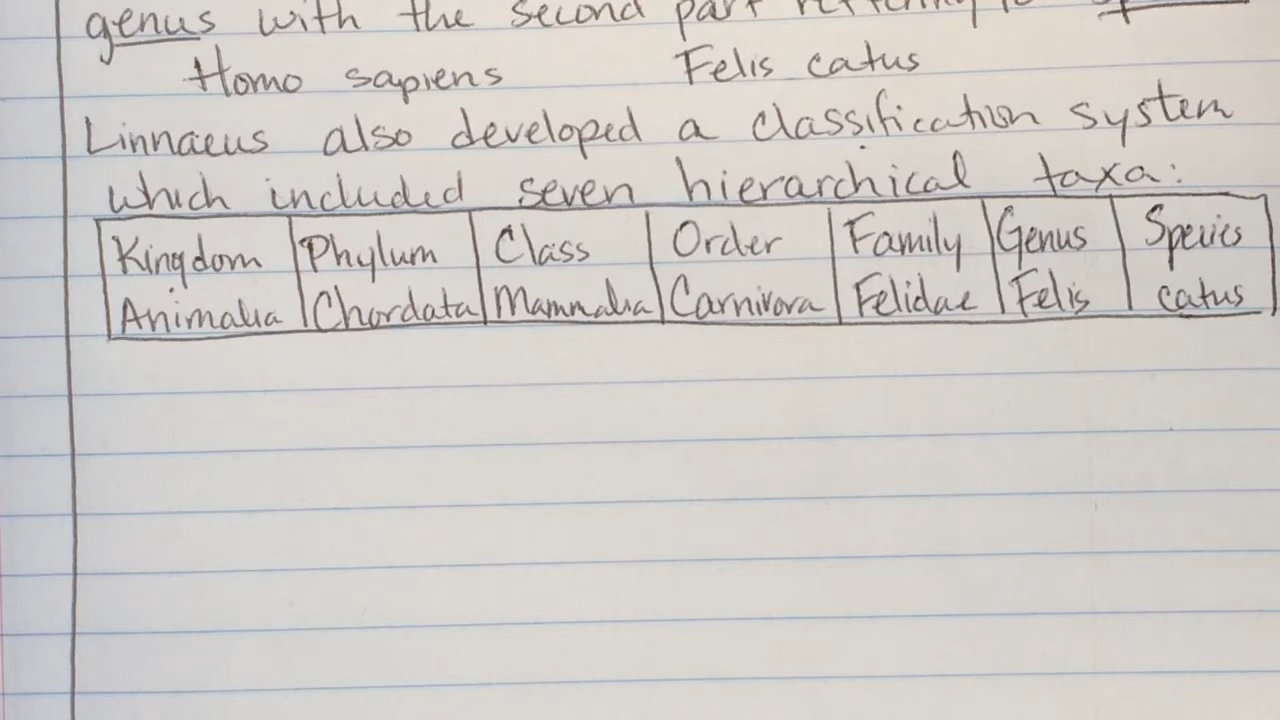 genus with the second part
Homo sapiens Felis catus
Linnaeus also developed a classification system
which included seven hierarchical taxa:
Kingdom Phylum Class Order Family Genus Species
Animalia Chordata Mammalia Carnivora Felidae Felis catus